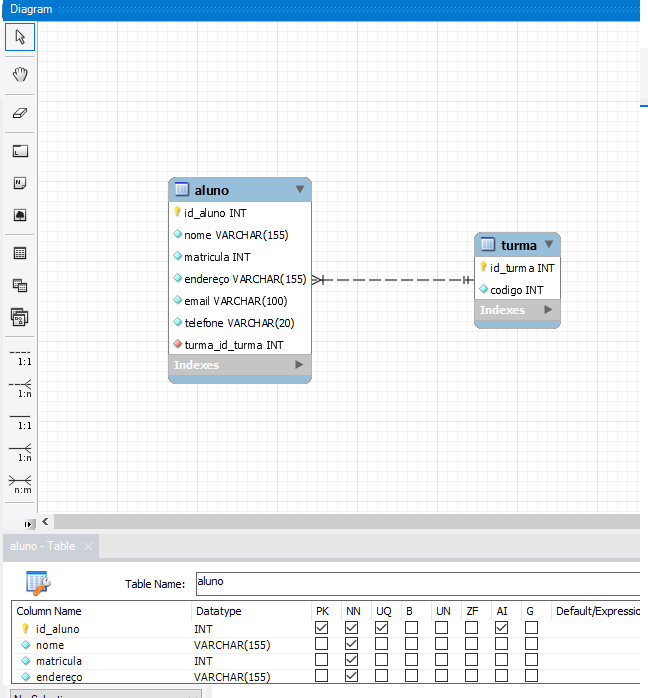 Diagram
aluno
id_aluno INT
nome VARCHAR(155)
matricula INT
endereço VARCHAR(155)
email VARCHAR(100)
telefone VARCHAR(20)
turma_id_turma INT
Indexes
turma
id_turma INT
codigo INT
Indexes
1:1
1:n
1:1
1:n
n:m
aluno - Table
Table Name: aluno
Column Name Datatype PK NN UQ B UN ZF AI G Default/Expressio
id_aluno INT
nome VARCHAR(155)
matricula INT
endereço VARCHAR(155)